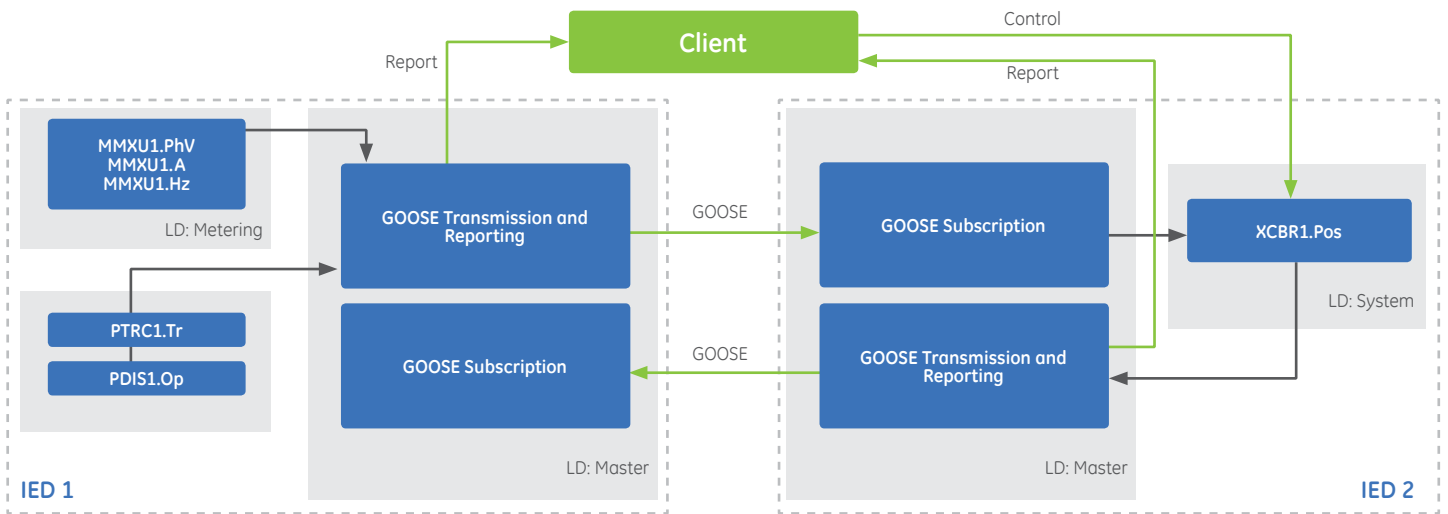 Control
Client
Report
Report
MMXU1.PhV
MMXU1.A
MMXU1.Hz
LD: Metering
GOOSE Transmission and
Reporting
GOOSE
GOOSE Subscription
XCBR1.Pos
LD: System
PTRC1.Tr
PDIS1.Op
GOOSE Subscription
GOOSE
GOOSE Transmission and
Reporting
LD: Master
LD: Master
IED 1
IED 2